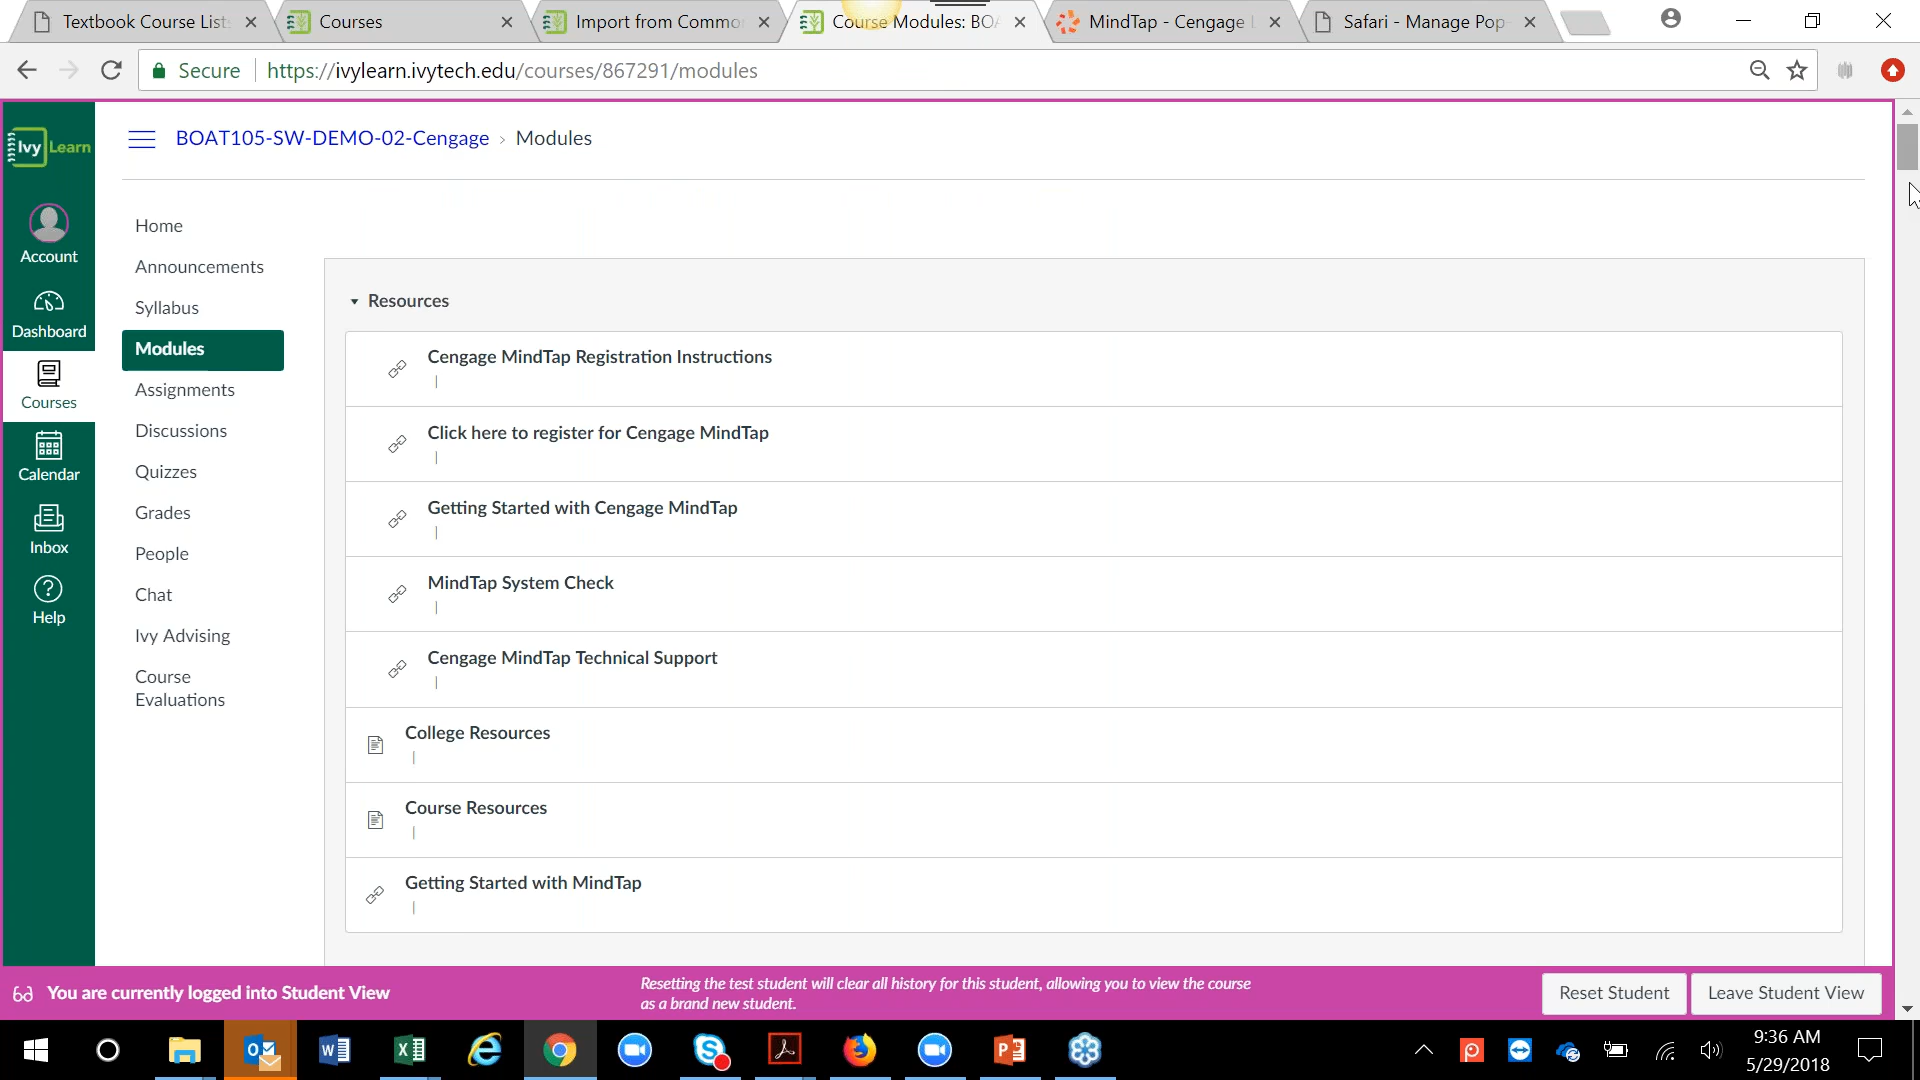 Textbook Course List
Courses
Import from Commo
Course Modules: BOA
MindTap - Cengage L
Safari - Manage Pop-
Secure
https://ivylearn.ivytech.edu/courses/867291/modules
Ivy Learn
BOAT105-SW-DEMO-02-Cengage › Modules
Account
Dashboard
Courses
Calendar
Inbox
Help
Home
Announcements
Syllabus
Modules
Assignments
Discussions
Quizzes
Grades
People
Chat
Ivy Advising
Course
Evaluations
Resources
Cengage MindTap Registration Instructions
|
Click here to register for Cengage MindTap
|
Getting Started with Cengage MindTap
|
MindTap System Check
|
Cengage MindTap Technical Support
|
College Resources
|
Course Resources
|
Getting Started with MindTap
|
You are currently logged into Student View
Resetting the test student will clear all history for this student, allowing you to view the course
as a brand new student.
Reset Student
Leave Student View
9:36 AM
5/29/2018